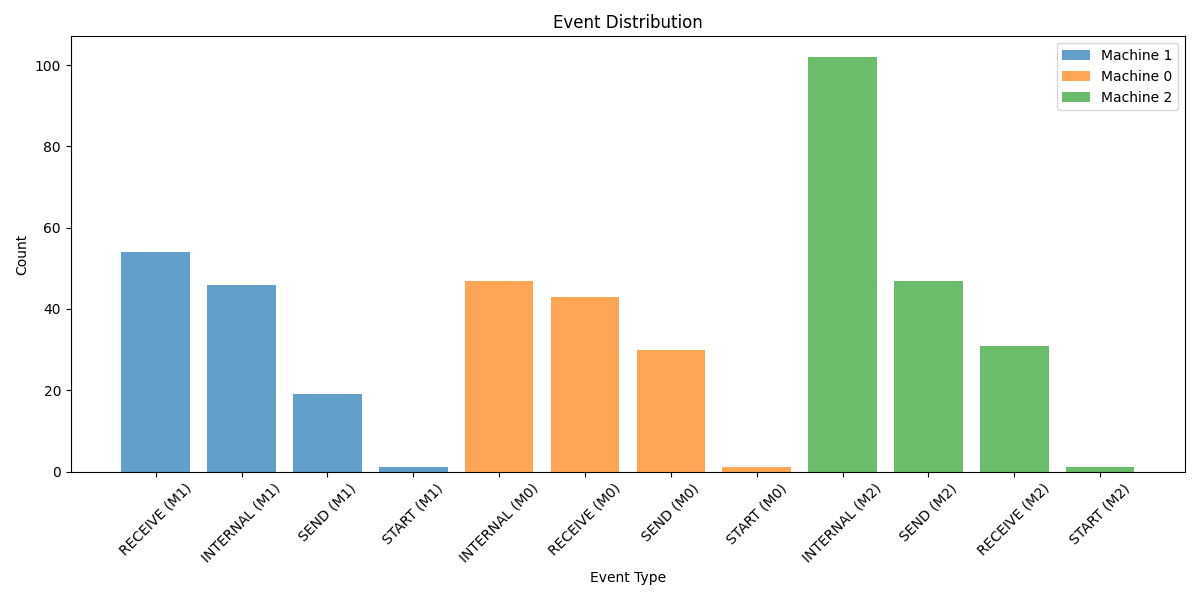 Event Distribution
Machine 1
Machine 0
Machine 2
Count
100
80
60
40
20
0
RECEIVE (M1)
INTERNAL (M1)
SEND (M1)
START (M1)
INTERNAL (M0)
RECEIVE (M0)
SEND (M0)
START (M0)
INTERNAL (M2)
SEND (M2)
RECEIVE (M2)
START (M2)
Event Type